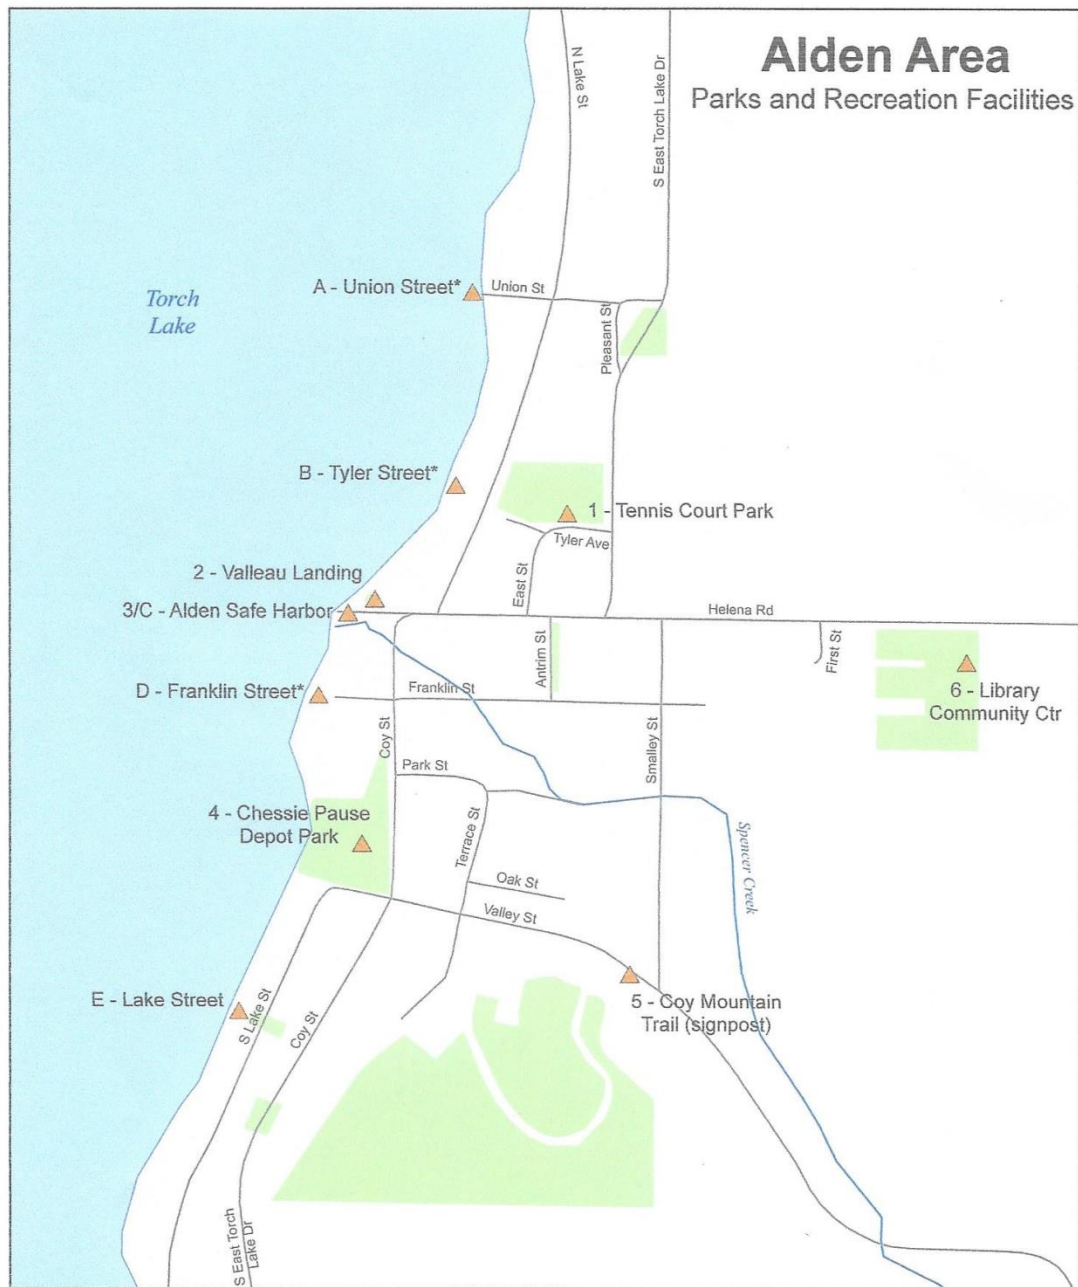 Alden Area
Parks and Recreation Facilities
N Lake St
S East Torch Lake Dr
Torch
Lake
A - Union Street*
Union St
Pleasant St
B - Tyler Street*
1 - Tennis Court Park
Tyler Ave
East St
2 - Valleau Landing
3/C - Alden Safe Harbor
Helena Rd
Antrim St
First St
D - Franklin Street*
Franklin St
6 - Library
Community Ctr
Coy St
Smalley St
Park St
4 - Chessie Pause
Depot Park
Terrace St
Spencer Creek
Oak St
Valley St
E - Lake Street
S Lake St
Coy St
5 - Coy Mountain
Trail (signpost)
S East Torch
Lake Dr